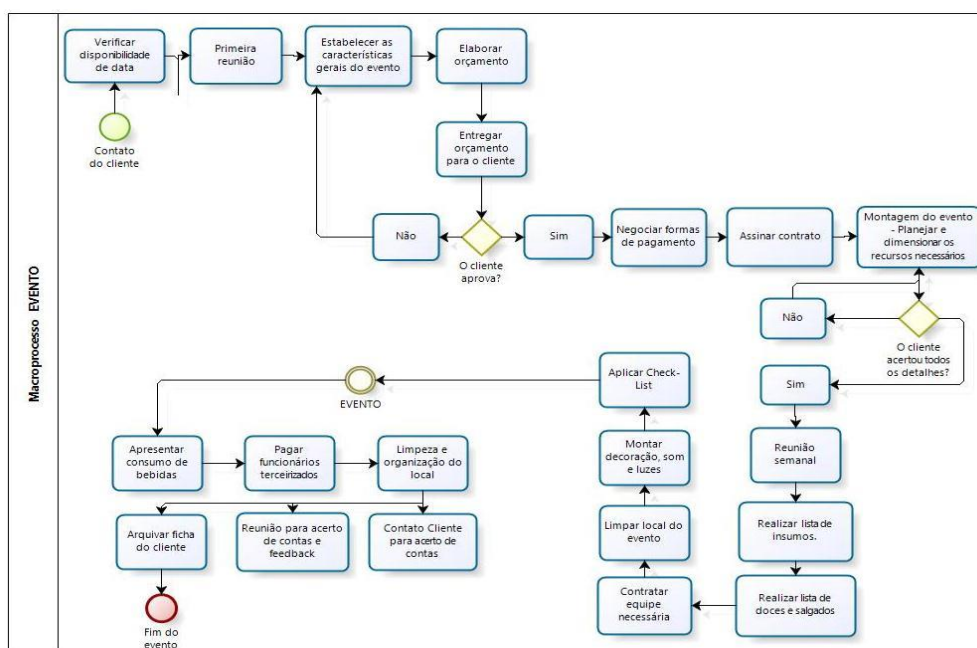 Macroprocesso EVENTO
Verificar
disponibilidade
de data
Primeira
reunião
Estabelecer as
características
gerais do evento
Elaborar
orçamento
Contato
do cliente
Entregar
orçamento
para o cliente
Não
O cliente
aprova?
Sim
Negociar formas
de pagamento
Assinar contrato
Montagem do evento
- Planejar e
dimensionar os
recursos necessários
Não
O cliente
acertou todos
os detalhes?
Sim
Reunião
semanal
Realizar lista de
insumos.
Realizar lista de
doces e salgados
Contratar
equipe
necessária
Limpar local do
evento
Montar
decoração, som
e luzes
Aplicar Check-
List
EVENTO
Apresentar
consumo de
bebidas
Pagar
funcionários
terceirizados
Limpeza e
organização do
local
Arquivar ficha
do cliente
Reunião para acerto
de contas e
feedback
Contato Cliente
para acerto de
contas
Fim do
evento